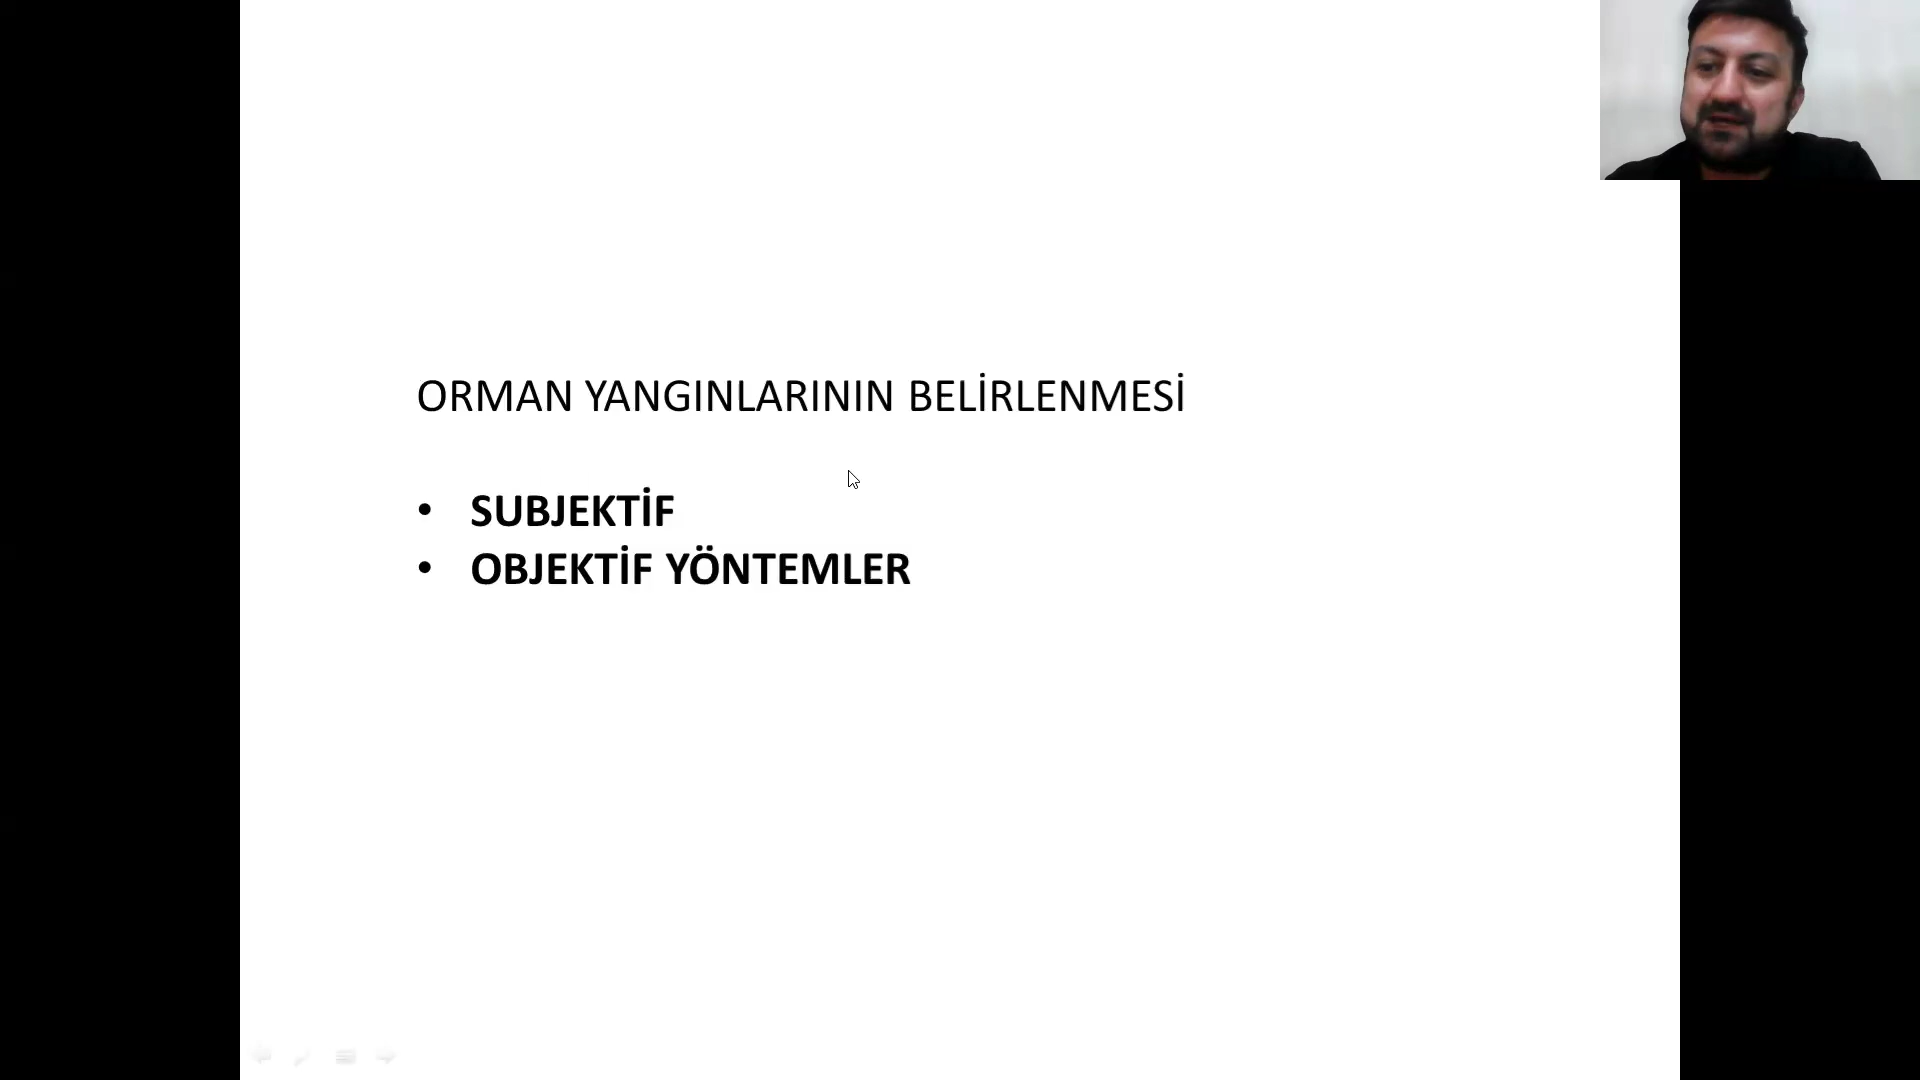 ORMAN YANGINLARININ BELİRLENMESİ
• SUBJEKTİF
• OBJEKTİF YÖNTEMLER